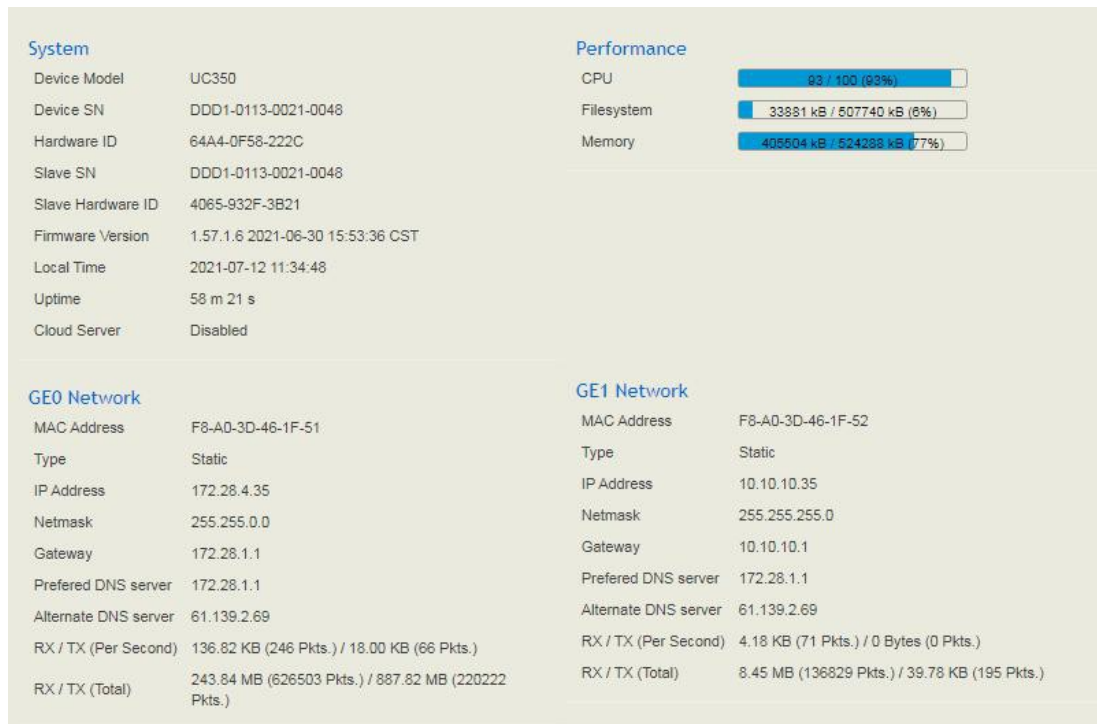 System
Device Model UC350
Device SN DDD1-0113-0021-0048
Hardware ID 64A4-0F58-222C
Slave SN DDD1-0113-0021-0048
Slave Hardware ID 4065-932F-3B21
Firmware Version 1.57.1.6 2021-06-30 15:53:36 CST
Local Time 2021-07-12 11:34:48
Uptime 58 m 21 s
Cloud Server Disabled
Performance
CPU 93 / 100 (93%)
Filesystem 33881 kB / 507740 kB (6%)
Memory 405504 kB / 524288 kB (77%)
GE0 Network
MAC Address F8-A0-3D-46-1F-51
Type Static
IP Address 172.28.4.35
Netmask 255.255.0.0
Gateway 172.28.1.1
Prefered DNS server 172.28.1.1
Alternate DNS server 61.139.2.69
RX / TX (Per Second) 136.82 KB (246 Pkts.) / 18.00 KB (66 Pkts.)
RX / TX (Total) 243.84 MB (626503 Pkts.) / 887.82 MB (220222
Pkts.)
GE1 Network
MAC Address F8-A0-3D-46-1F-52
Type Static
IP Address 10.10.10.35
Netmask 255.255.255.0
Gateway 10.10.10.1
Prefered DNS server 172.28.1.1
Alternate DNS server 61.139.2.69
RX / TX (Per Second) 4.18 KB (71 Pkts.) / 0 Bytes (0 Pkts.)
RX / TX (Total) 8.45 MB (136829 Pkts.) / 39.78 KB (195 Pkts.)